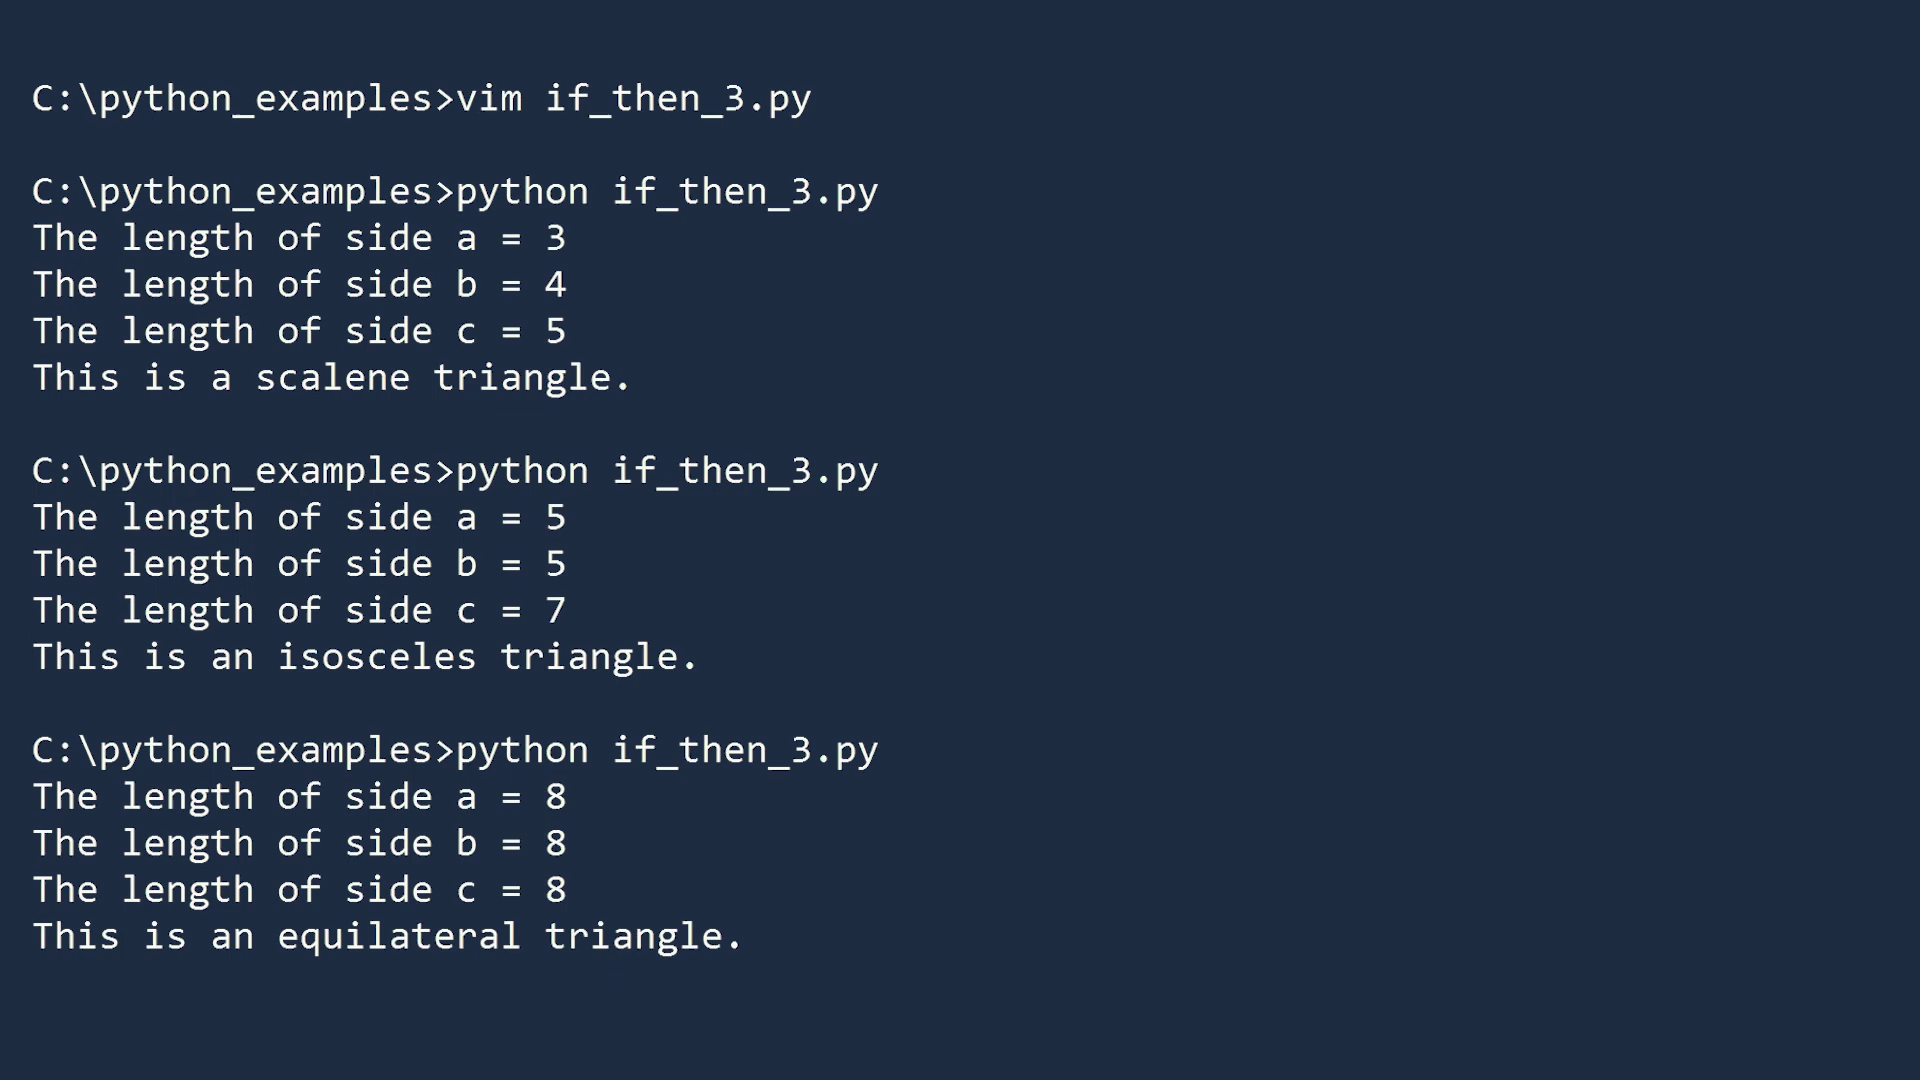 C:\python_examples>vim if_then_3.py
C:\python_examples>python if_then_3.py
The length of side a = 3
The length of side b = 4
The length of side c = 5
This is a scalene triangle.
C:\python_examples>python if_then_3.py
The length of side a = 5
The length of side b = 5
The length of side c = 7
This is an isosceles triangle.
C:\python_examples>python if_then_3.py
The length of side a = 8
The length of side b = 8
The length of side c = 8
This is an equilateral triangle.